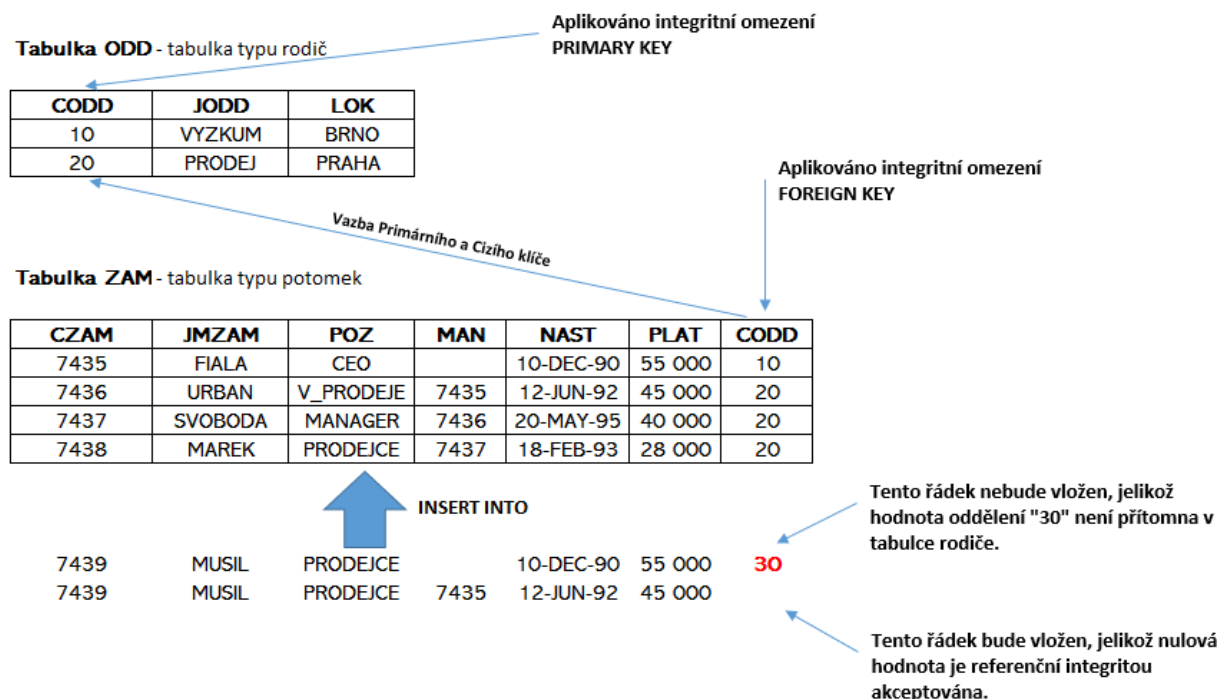 Aplikováno integritní omezení
PRIMARY KEY
Tabulka ODD - tabulka typu rodič
CODD JODD LOK
10 VYZKUM BRNO
20 PRODEJ PRAHA
Aplikováno integritní omezení
FOREIGN KEY
Vazba Primárního a Cizího klíče
Tabulka ZAM - tabulka typu potomek
CZAM JMZAM POZ MAN NAST PLAT CODD
7435 FIALA CEO 10-DEC-90 55 000 10
7436 URBAN V_PRODEJE 7435 12-JUN-92 45 000 20
7437 SVOBODA MANAGER 7436 20-MAY-95 40 000 20
7438 MAREK PRODEJCE 7437 18-FEB-93 28 000 20
INSERT INTO
Tento řádek nebude vložen, jelikož
hodnota oddělení "30" není přítomna v
tabulce rodiče.
7439 MUSIL PRODEJCE 10-DEC-90 55 000 30
7439 MUSIL PRODEJCE 7435 12-JUN-92 45 000
Tento řádek bude vložen, jelikož nulová
hodnota je referenční integritou
akceptována.